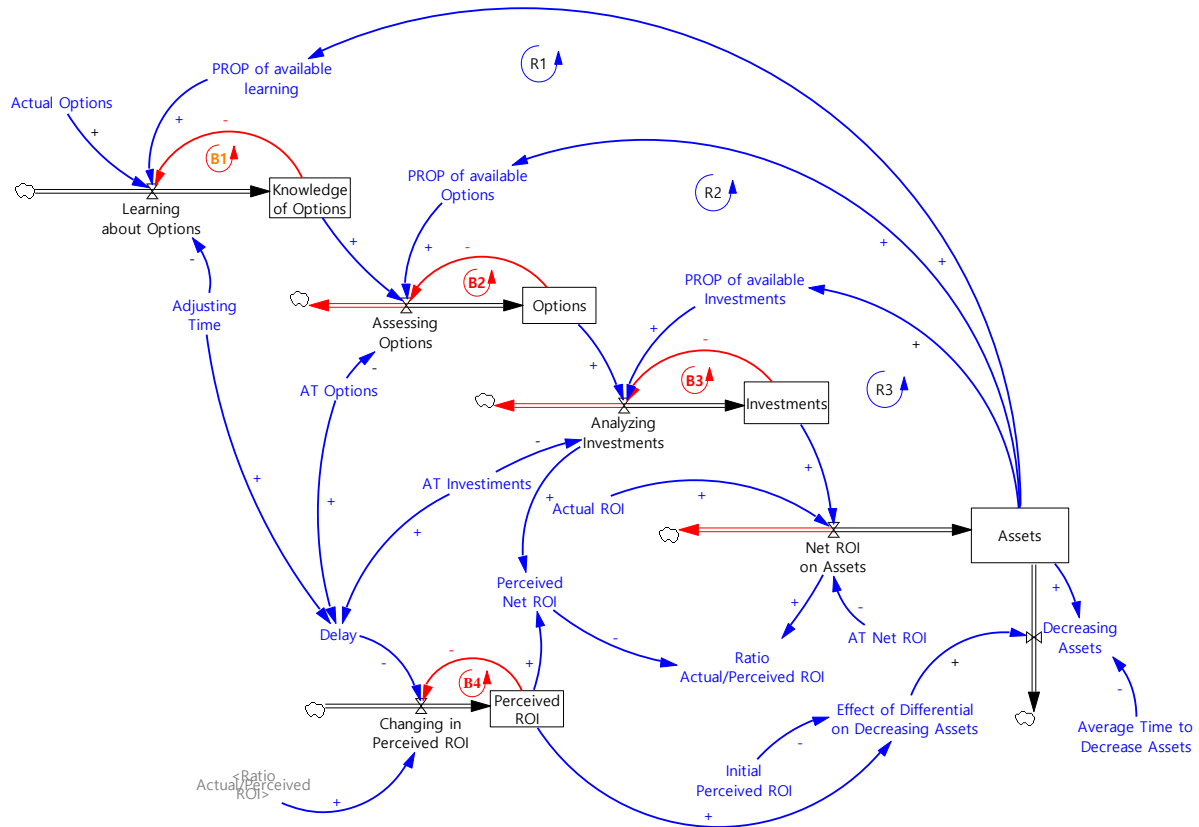 R1
PROP of available
learning
Actual Options
+
+
-
B1
Knowledge
of Options
Learning
about Options
PROP of available
Options
R2
+
+
-
+
+
-
B2
Options
Assessing
Options
-
Adjusting
Time
PROP of available
Investments
+
+
-
B3
R3
AT Options
-
+
Investments
Analyzing
Investments
-
+
AT Investiments
+
Actual ROI
+
+
+
+
Assets
Net ROI
on Assets
Perceived
Net ROI
+
-
+
Delay
-
-
+
AT Net ROI
Decreasing
Assets
Ratio
Actual/Perceived ROI
B4
-
+
Perceived
ROI
Changing in
Perceived ROI
Effect of Differential
on Decreasing Assets
-
Average Time to
Decrease Assets
-
Initial
Perceived ROI
<Ratio
Actual/Perceived
ROI>
+
+